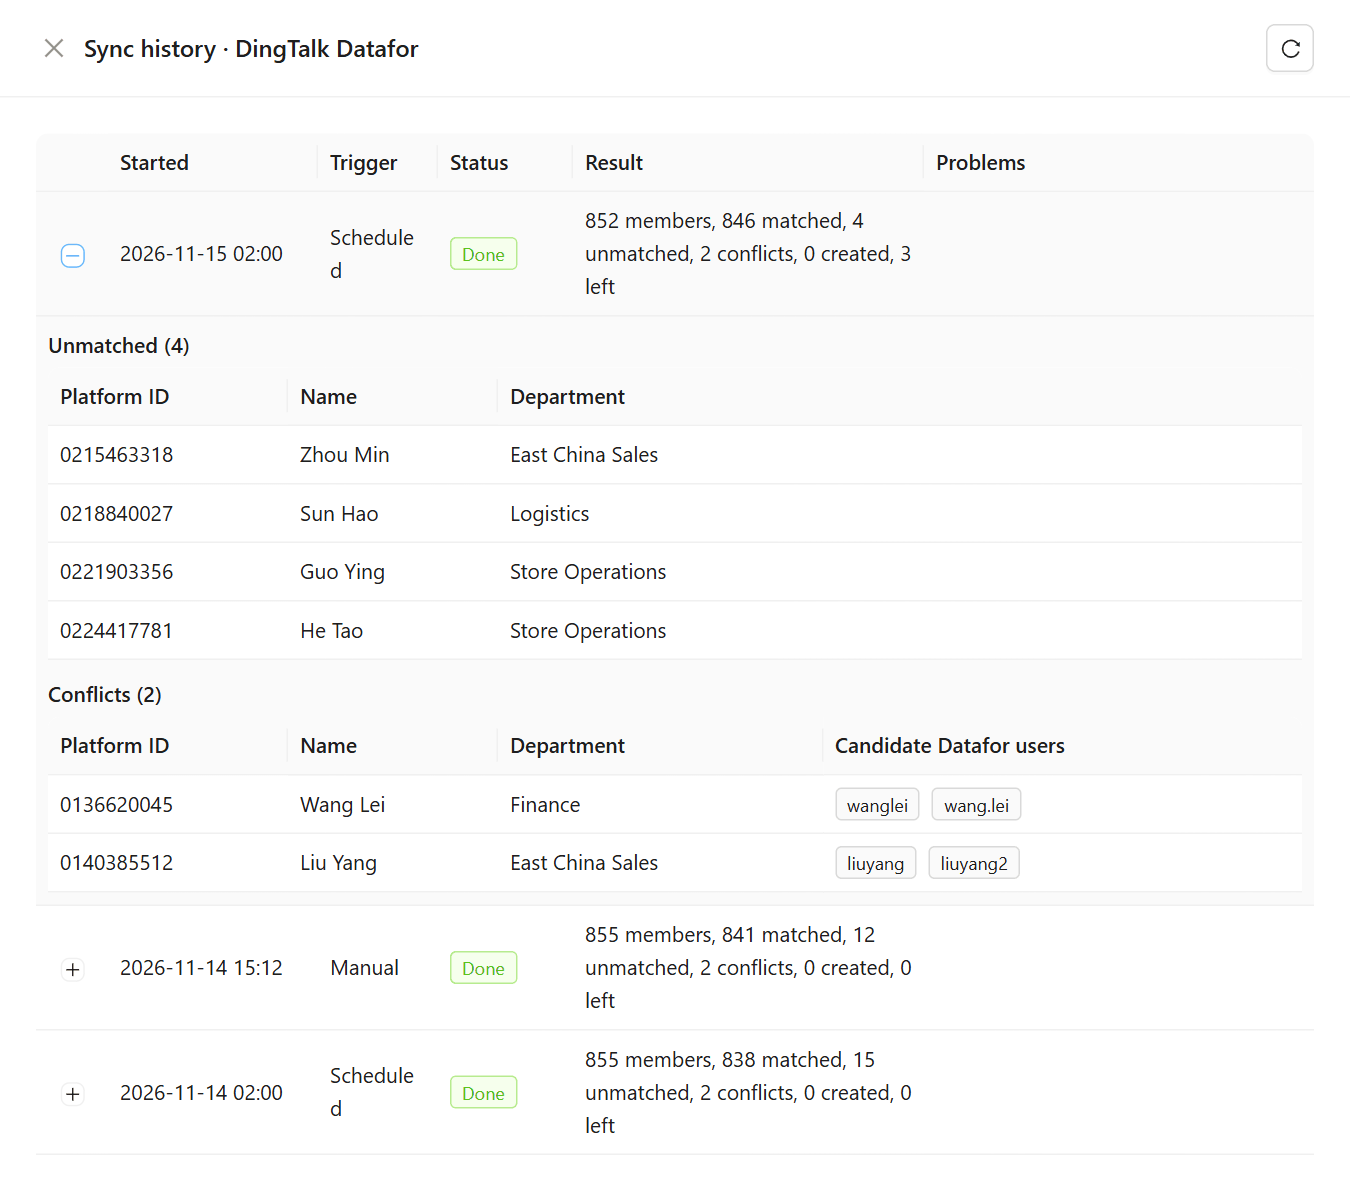 Sync history · DingTalk Datafor
Started Trigger Status Result Problems
2026-11-15 02:00 Schedule
d Done 852 members, 846 matched, 4
unmatched, 2 conflicts, 0 created, 3
left
Unmatched (4)
Platform ID Name Department
0215463318 Zhou Min East China Sales
0218840027 Sun Hao Logistics
0221903356 Guo Ying Store Operations
0224417781 He Tao Store Operations
Conflicts (2)
Platform ID Name Department Candidate Datafor users
0136620045 Wang Lei Finance wanglei wang.lei
0140385512 Liu Yang East China Sales liuyang liuyang2
2026-11-14 15:12 Manual Done 855 members, 841 matched, 12
unmatched, 2 conflicts, 0 created, 0
left
2026-11-14 02:00 Schedule
d Done 855 members, 838 matched, 15
unmatched, 2 conflicts, 0 created, 0
left